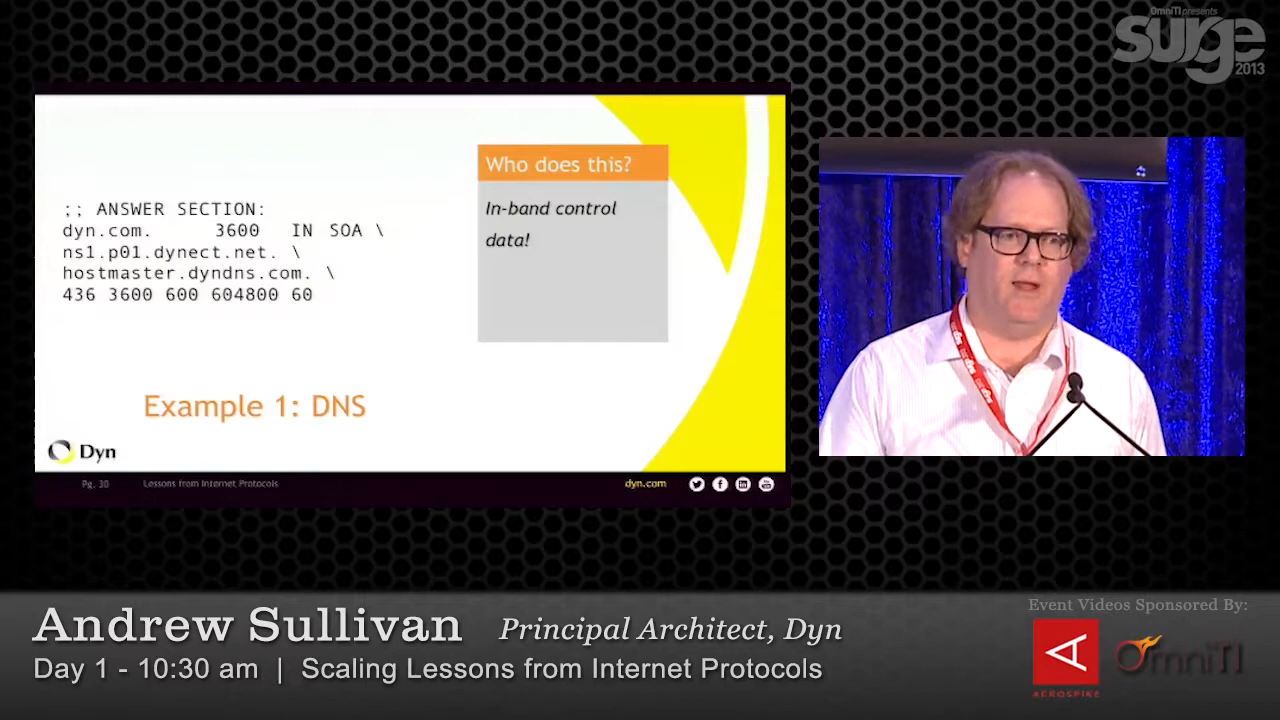 OmniTI presents
surge
2013
Who does this?
In-band control
data!
;; ANSWER SECTION:
dyn.com. 3600 IN SOA \
ns1.p01.dynect.net. \
hostmaster.dyndns.com. \
436 3600 600 604800 60
Example 1: DNS
Dyn
Pg. 30 Lessons from Internet Protocols dyn.com
Andrew Sullivan Principal Architect, Dyn
Day 1 - 10:30 am | Scaling Lessons from Internet Protocols
Event Videos Sponsored By:
AEROSPIKE
OmniTI